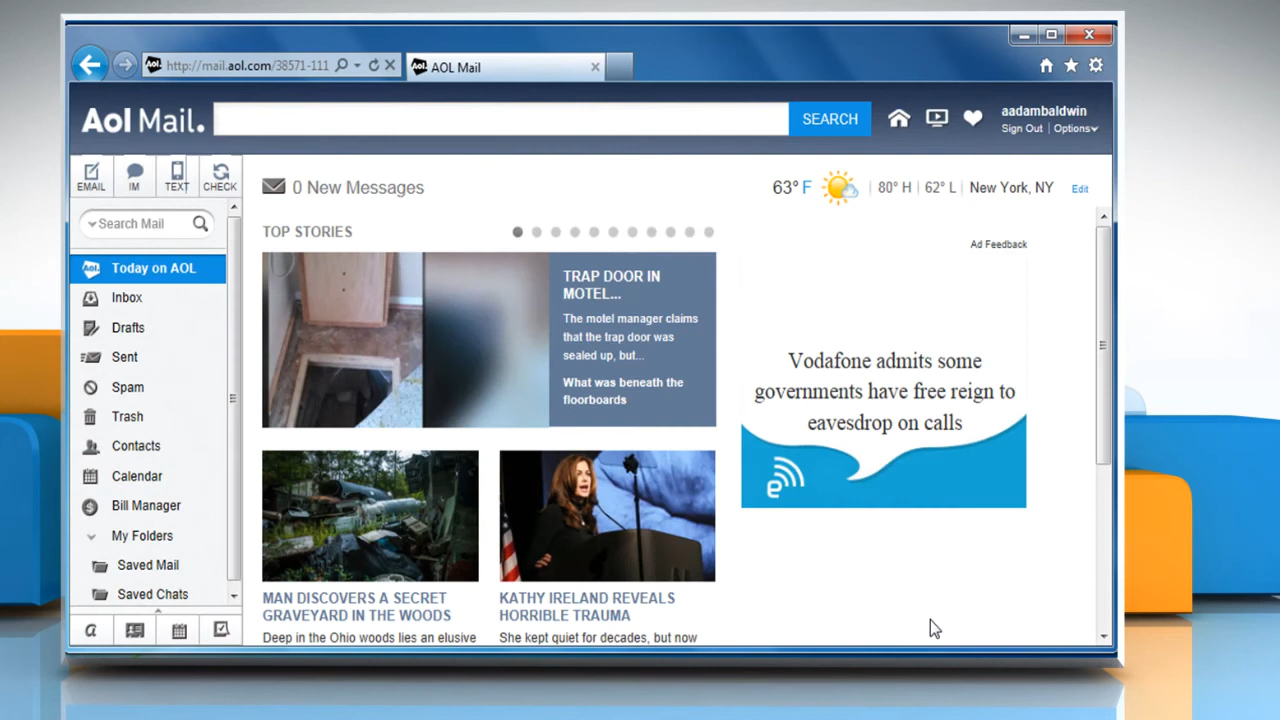 http://mail.aol.com/38571-111
Aol.
AOL Mail
Aol Mail.
SEARCH
aadambaldwin
Sign Out | Options
EMAIL
IM
TEXT
CHECK
0 New Messages
63° F
80° H | 62° L | New York, NY
Edit
Search Mail
Aol.
Today on AOL
Inbox
Drafts
Sent
Spam
Trash
Contacts
Calendar
Bill Manager
My Folders
Saved Mail
Saved Chats
a
TOP STORIES
TRAP DOOR IN
MOTEL...
The motel manager claims
that the trap door was
sealed up, but...
What was beneath the
floorboards
MAN DISCOVERS A SECRET
GRAVEYARD IN THE WOODS
Deep in the Ohio woods lies an elusive
KATHY IRELAND REVEALS
HORRIBLE TRAUMA
She kept quiet for decades, but now
Ad Feedback
Vodafone admits some
governments have free reign to
eavesdrop on calls
e